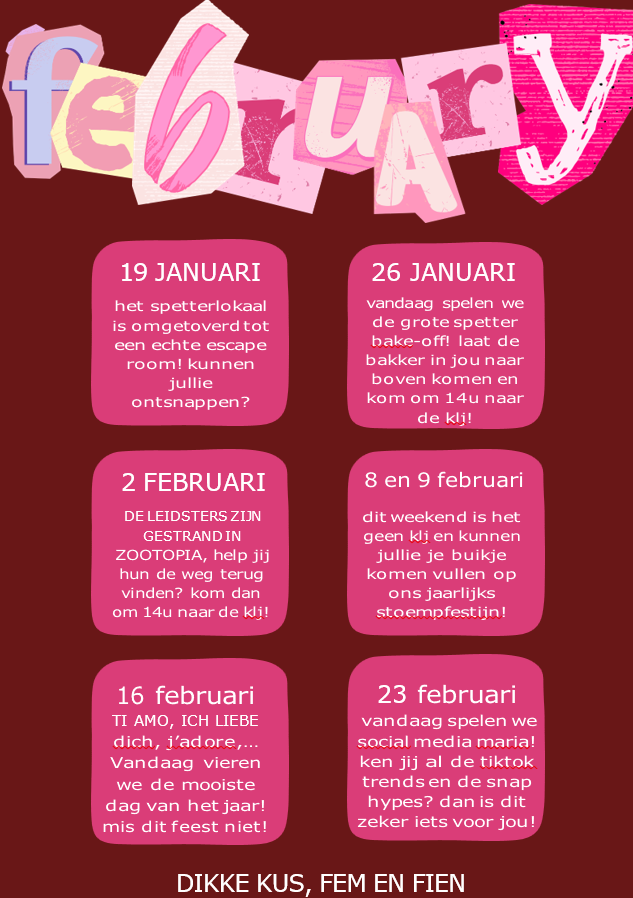 februAry
19 JANUARI
het spetterlokaal
is omgetoverd tot
een echte escape
room! kunnen
jullie
ontsnappen?
26 JANUARI
vandaag spelen we
de grote spetter
bake-off! laat de
bakker in jou naar
boven komen en
kom om 14u naar
de klj!
2 FEBRUARI
DE LEIDSTERS ZIJN
GESTRAND IN
ZOOTOPIA, help jij
hun de weg terug
vinden? kom dan
om 14u naar de klj!
8 en 9 februari
dit weekend is het
geen klj en kunnen
jullie je buikje
komen vullen op
ons jaarlijks
stoempfestijn!
16 februari
TI AMO, ICH LIEBE
dich, j’adore,…
Vandaag vieren
we de mooiste
dag van het jaar!
mis dit feest niet!
23 februari
vandaag spelen we
social media maria!
ken jij al de tiktok
trends en de snap
hypes? dan is dit
zeker iets voor jou!
DIKKE KUS, FEM EN FIEN